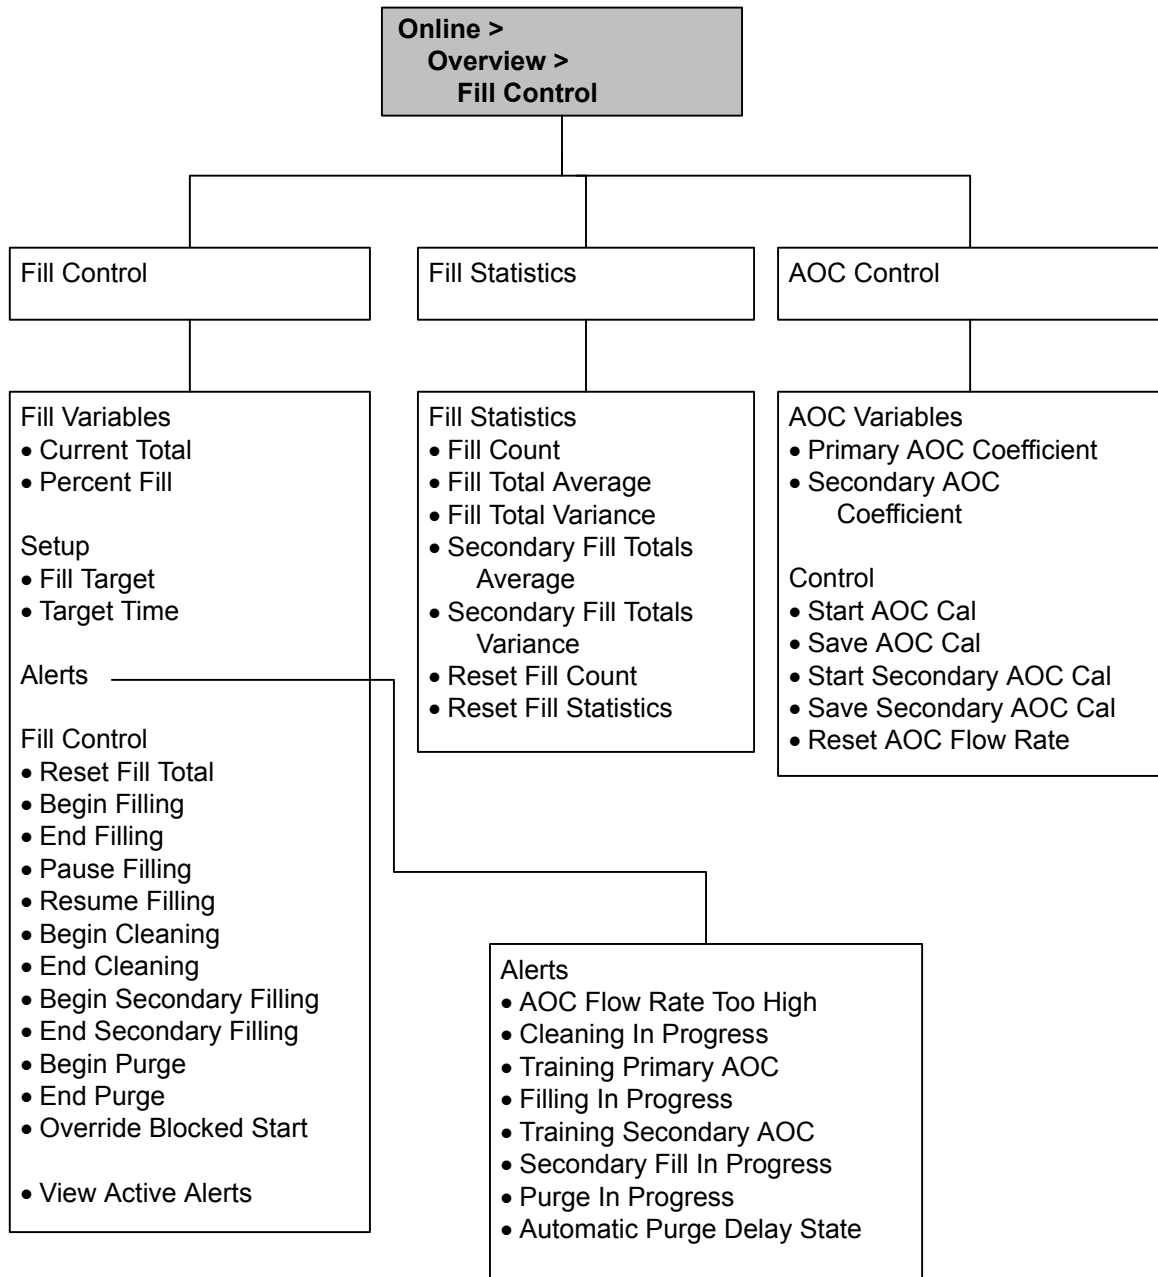 Online >
Overview >
Fill Control
Fill Control
Fill Statistics
AOC Control
Fill Variables
• Current Total
• Percent Fill
Setup
• Fill Target
• Target Time
Alerts
Fill Control
• Reset Fill Total
• Begin Filling
• End Filling
• Pause Filling
• Resume Filling
• Begin Cleaning
• End Cleaning
• Begin Secondary Filling
• End Secondary Filling
• Begin Purge
• End Purge
• Override Blocked Start
• View Active Alerts
Fill Statistics
• Fill Count
• Fill Total Average
• Fill Total Variance
• Secondary Fill Totals
Average
• Secondary Fill Totals
Variance
• Reset Fill Count
• Reset Fill Statistics
AOC Variables
• Primary AOC Coefficient
• Secondary AOC
Coefficient
Control
• Start AOC Cal
• Save AOC Cal
• Start Secondary AOC Cal
• Save Secondary AOC Cal
• Reset AOC Flow Rate
Alerts
• AOC Flow Rate Too High
• Cleaning In Progress
• Training Primary AOC
• Filling In Progress
• Training Secondary AOC
• Secondary Fill In Progress
• Purge In Progress
• Automatic Purge Delay State